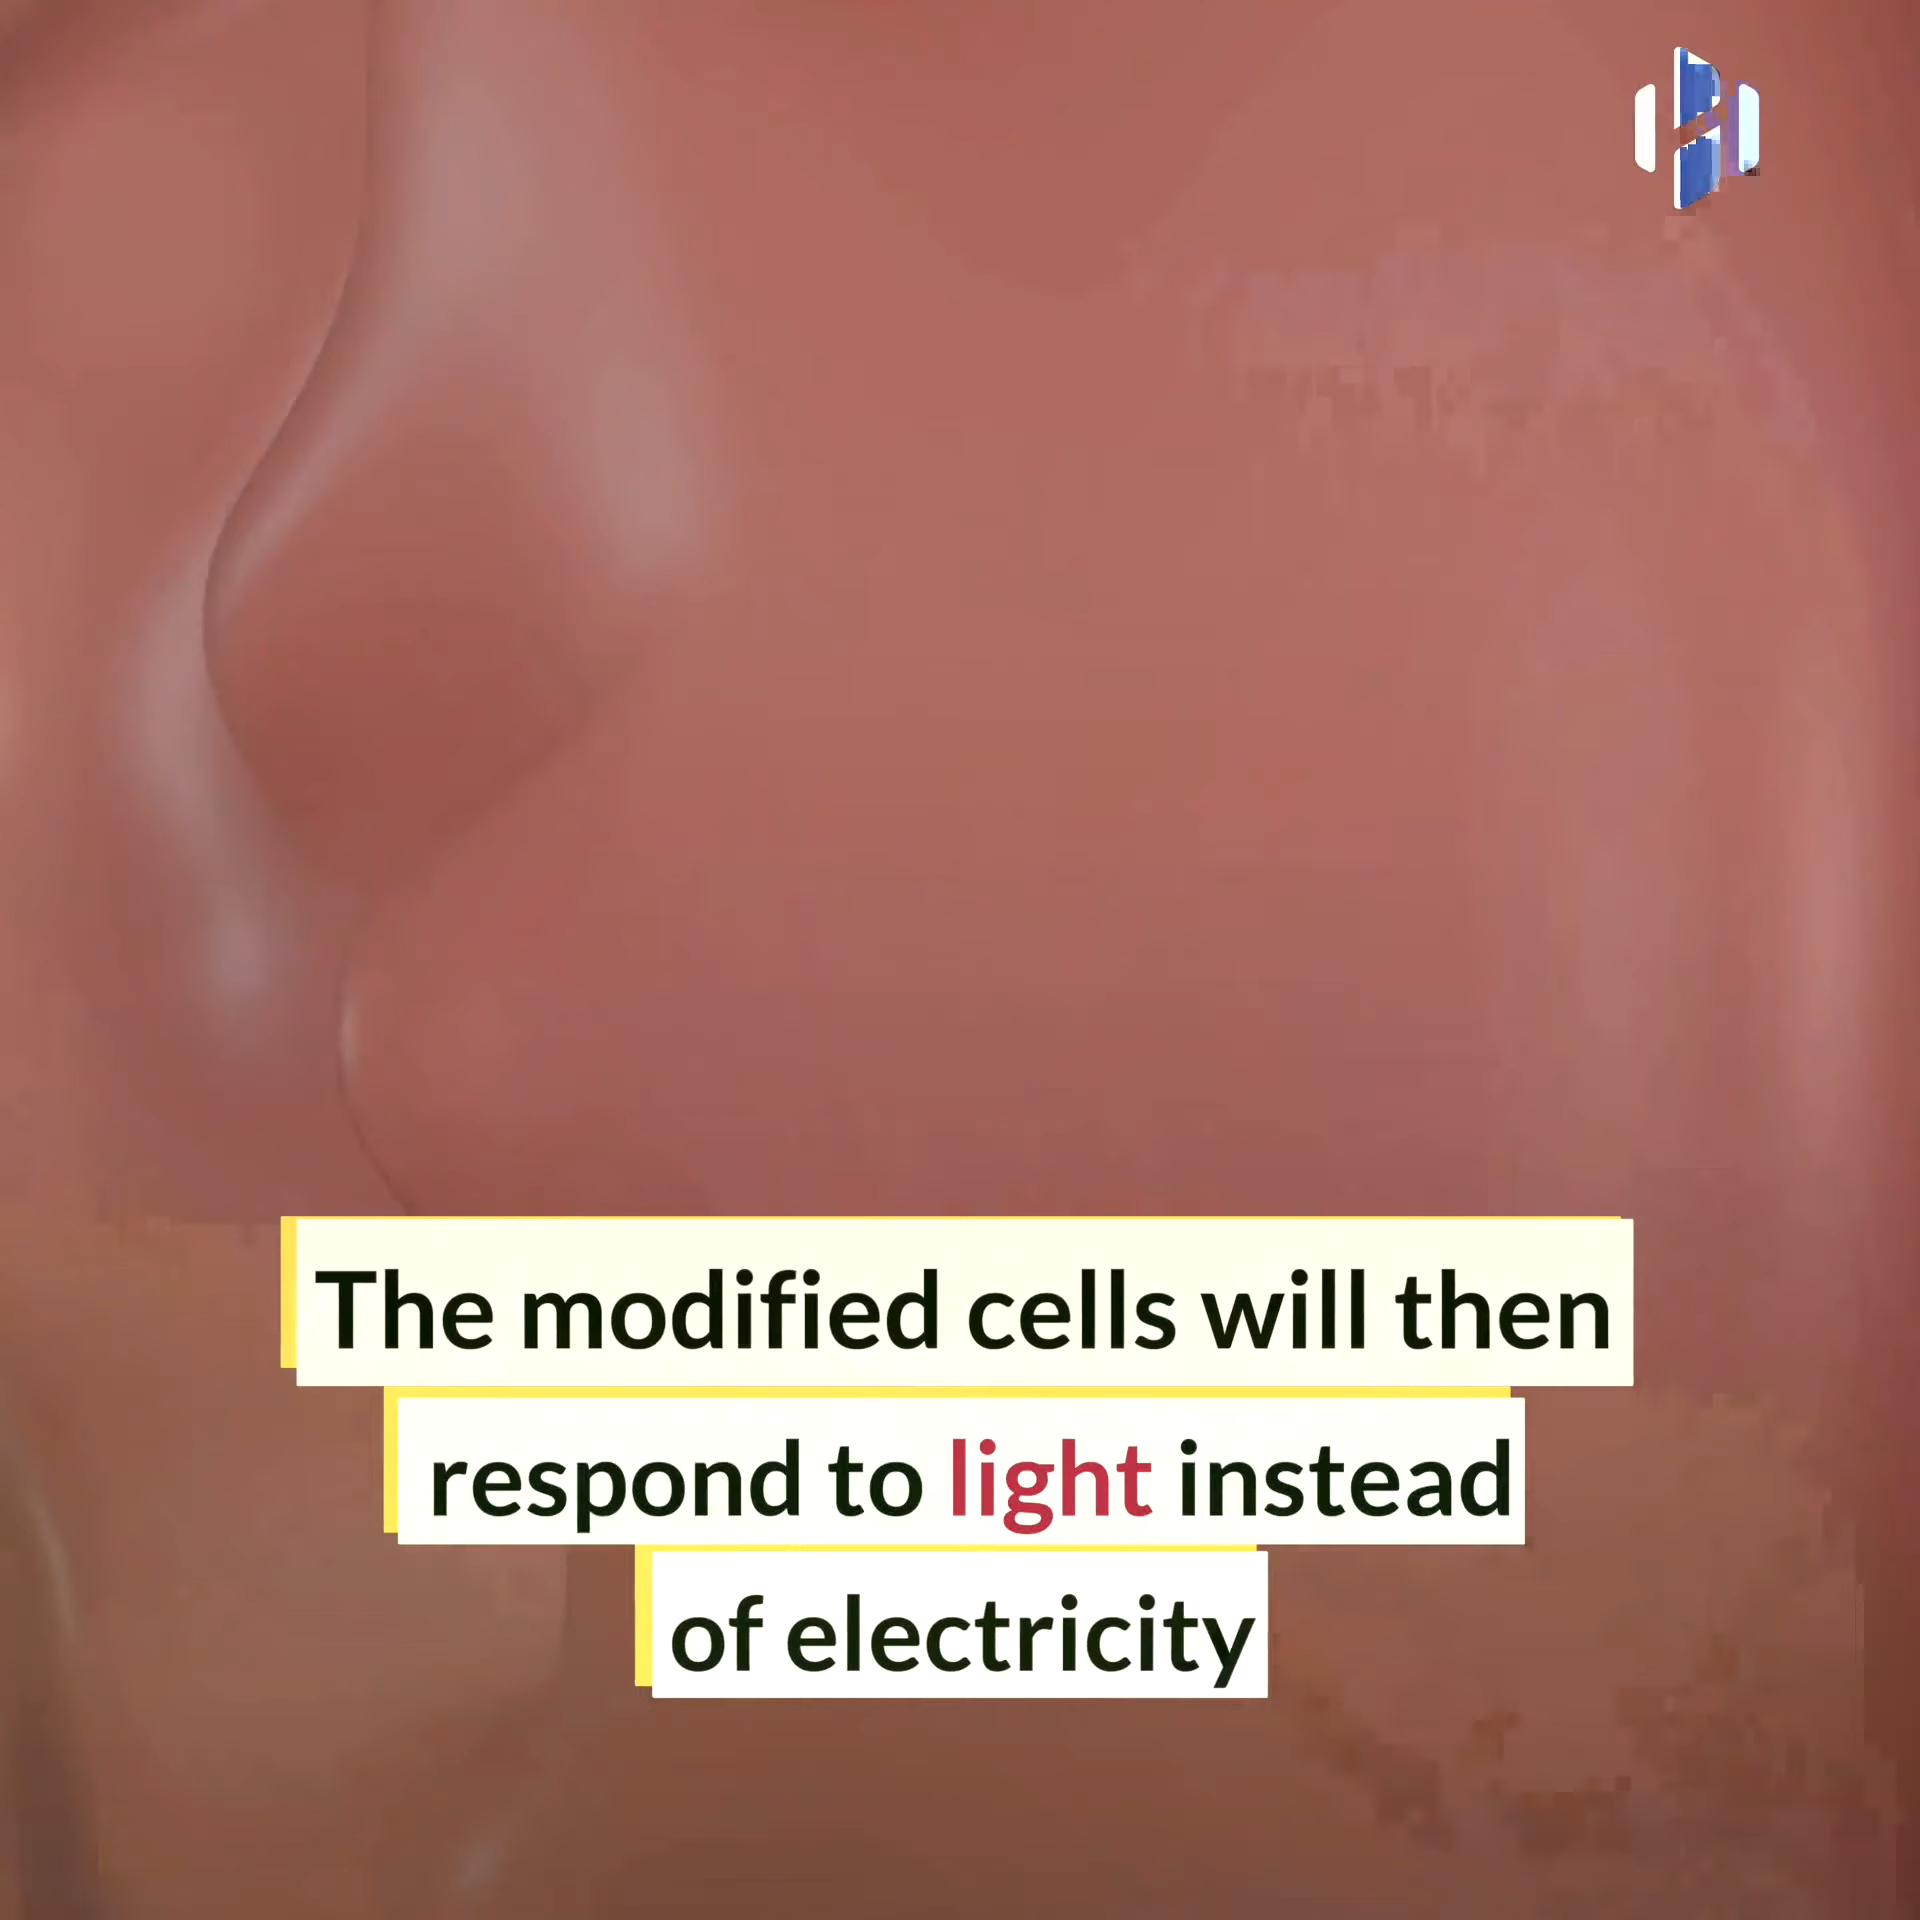 The modified cells will then
respond to light instead
of electricity